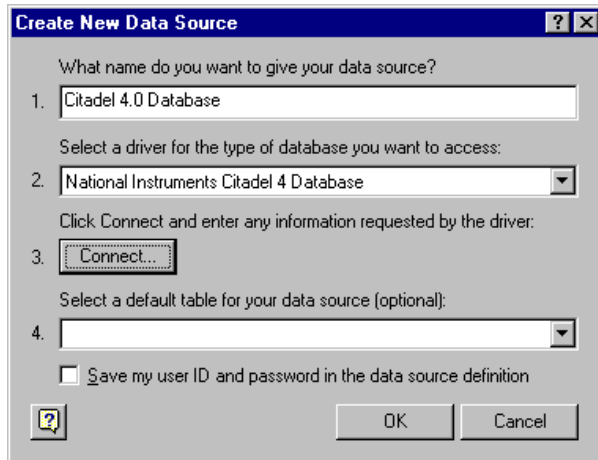 Create New Data Source
What name do you want to give your data source?
1. Citadel 4.0 Database
Select a driver for the type of database you want to access:
2. National Instruments Citadel 4 Database
Click Connect and enter any information requested by the driver:
3. Connect...
Select a default table for your data source (optional):
4.
Save my user ID and password in the data source definition
OK Cancel